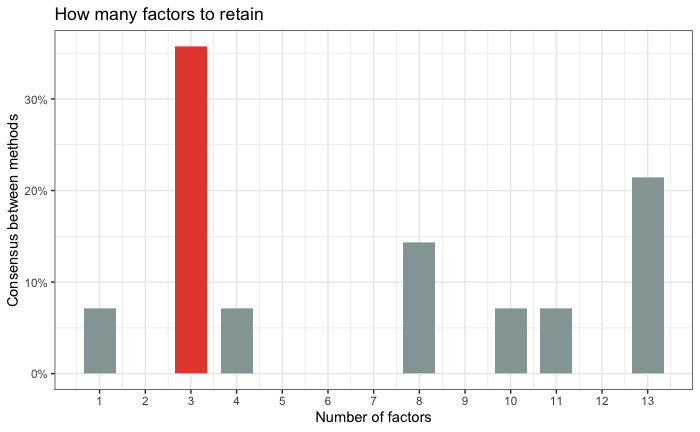 How many factors to retain
Consensus between methods
30%
20%
10%
0%
1 2 3 4 5 6 7 8 9 10 11 12 13
Number of factors